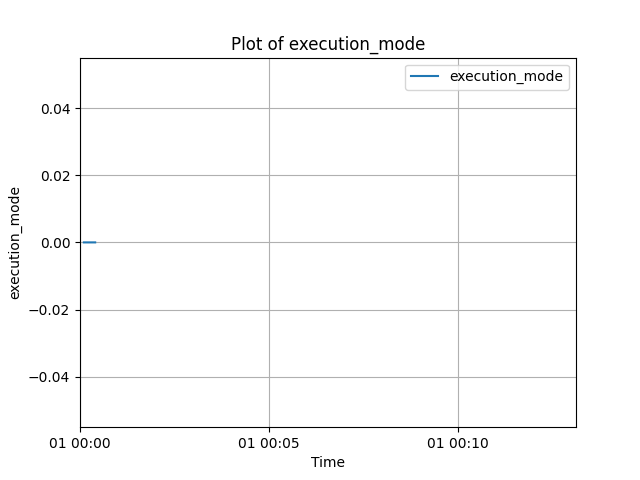 Plot of execution_mode
execution_mode
0.04
0.02
0.00
−0.02
−0.04
execution_mode
01 00:00
01 00:05
01 00:10
Time